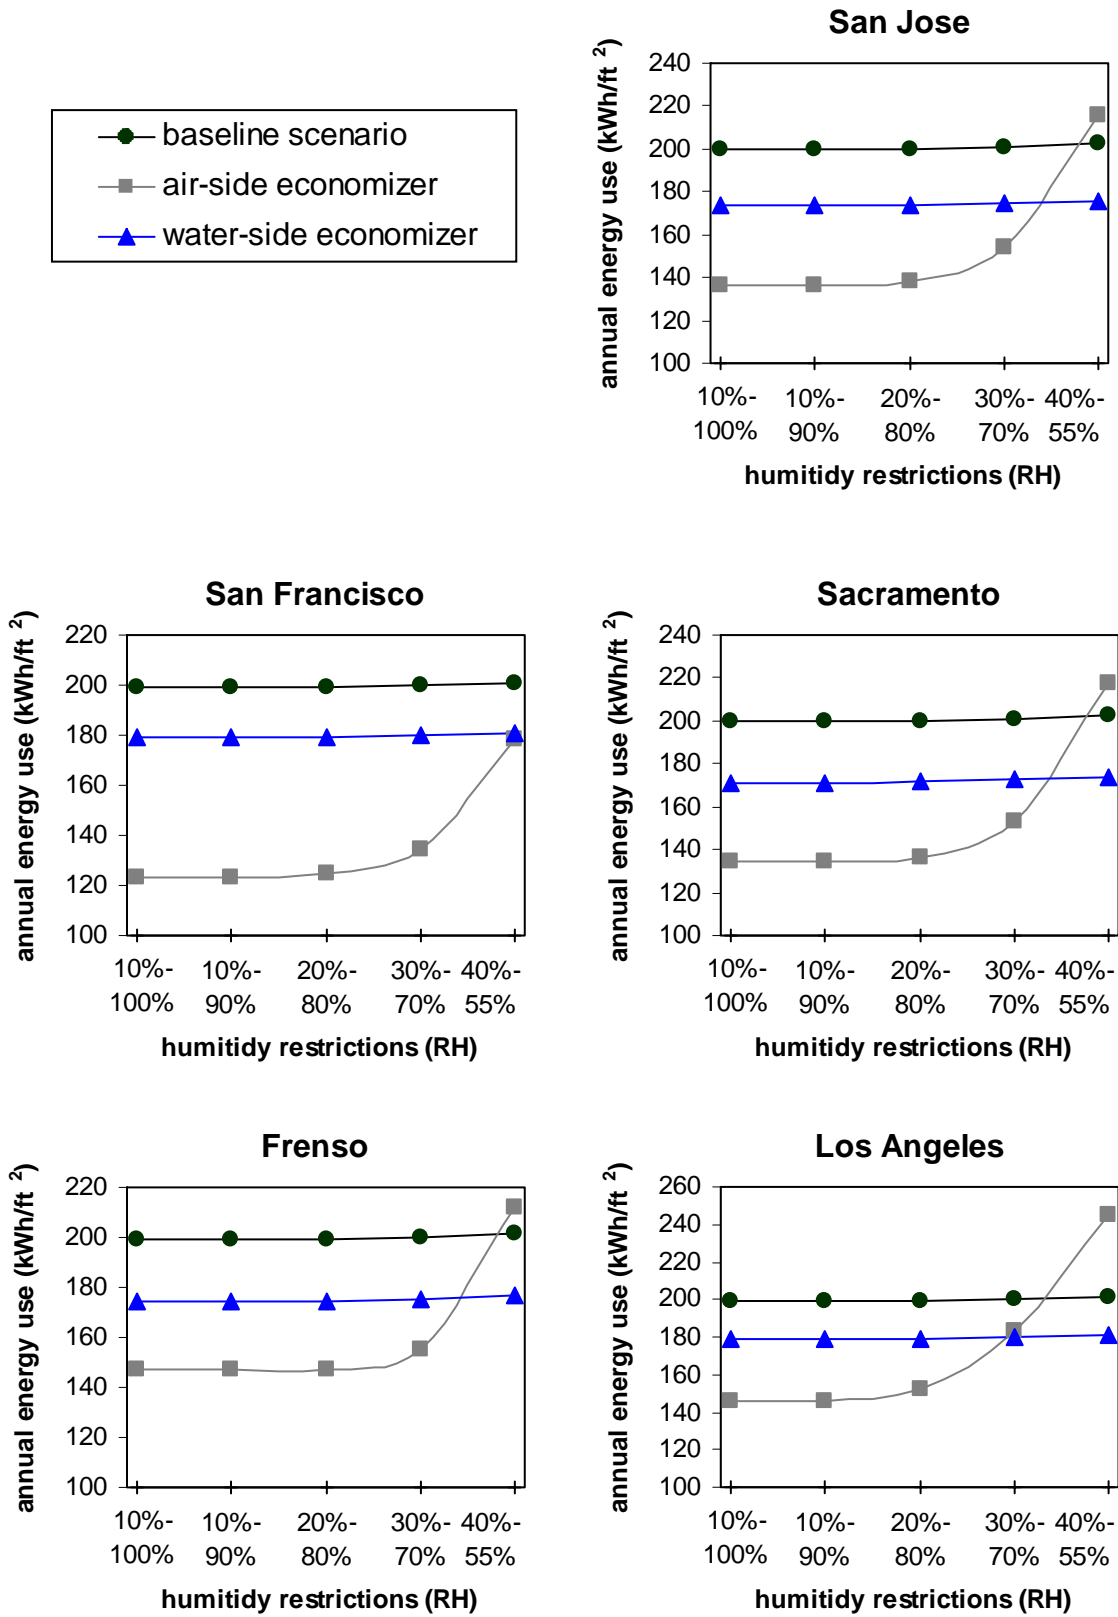 San Jose
baseline scenario
air-side economizer
water-side economizer
annual energy use (kWh/ft 2)
240
220
200
180
160
140
120
100
10%- 10%- 20%- 30%- 40%-
100% 90% 80% 70% 55%
humitidy restrictions (RH)
San Francisco
annual energy use (kWh/ft 2)
220
200
180
160
140
120
100
10%- 10%- 20%- 30%- 40%-
100% 90% 80% 70% 55%
humitidy restrictions (RH)
Sacramento
annual energy use (kWh/ft 2)
240
220
200
180
160
140
120
100
10%- 10%- 20%- 30%- 40%-
100% 90% 80% 70% 55%
humitidy restrictions (RH)
Frenso
annual energy use (kWh/ft 2)
220
200
180
160
140
120
100
10%- 10%- 20%- 30%- 40%-
100% 90% 80% 70% 55%
humitidy restrictions (RH)
Los Angeles
annual energy use (kWh/ft 2)
260
240
220
200
180
160
140
120
100
10%- 10%- 20%- 30%- 40%-
100% 90% 80% 70% 55%
humitidy restrictions (RH)